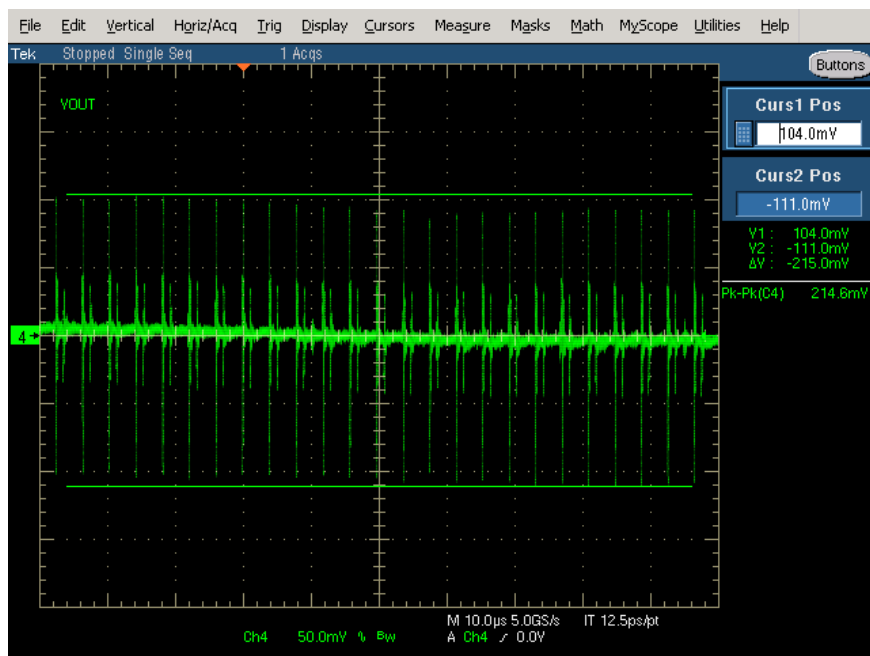 File Edit Vertical Horiz/Acq Trig Display Cursors Measure Masks Math MyScope Utilities Help
Tek Stopped Single Seq 1 Acqs
Buttons
VOUT
Curs1 Pos
104.0mV
Curs2 Pos
-111.0mV
V1 : 104.0mV
V2 : -111.0mV
ΔV : -215.0mV
Pk-Pk(C4) 214.6mV
4
M 10.0µs 5.0GS/s IT 12.5ps/pt
Ch4 50.0mV ∿ Bw A Ch4 ∕ 0.0V